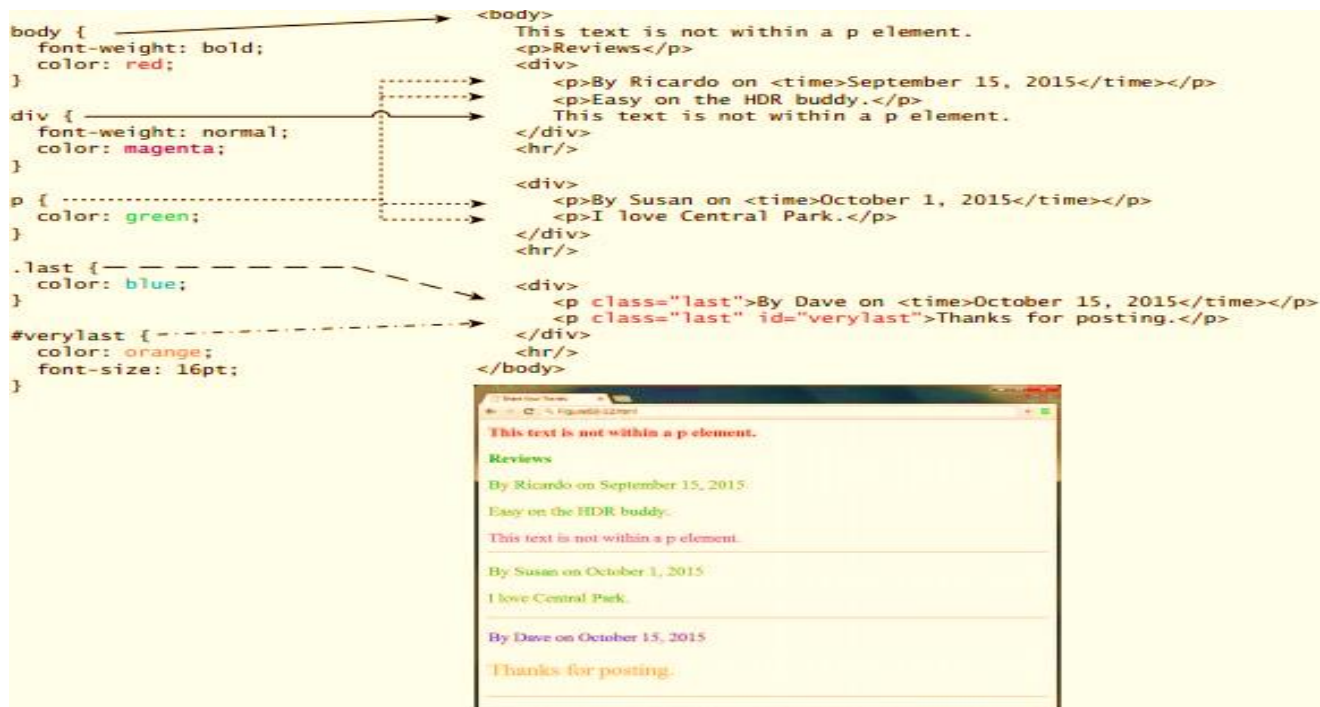 body {
  font-weight: bold;
  color: red;
}
div {
  font-weight: normal;
  color: magenta;
}
p {
  color: green;
}
.last {
  color: blue;
}
#verylast {
  color: orange;
  font-size: 16pt;
}
<body>
   This text is not within a p element.
   <p>Reviews</p>
   <div>
      <p>By Ricardo on <time>September 15, 2015</time></p>
      <p>Easy on the HDR buddy.</p>
      This text is not within a p element.
   </div>
   <hr/>
   <div>
      <p>By Susan on <time>October 1, 2015</time></p>
      <p>I love Central Park.</p>
   </div>
   <hr/>
   <div>
      <p class="last">By Dave on <time>October 15, 2015</time></p>
      <p class="last" id="verylast">Thanks for posting.</p>
   </div>
   <hr/>
</body>
This text is not within a p element.
Reviews
By Ricardo on September 15, 2015
Easy on the HDR buddy.
This text is not within a p element.
By Susan on October 1, 2015
I love Central Park.
By Dave on October 15, 2015
Thanks for posting.